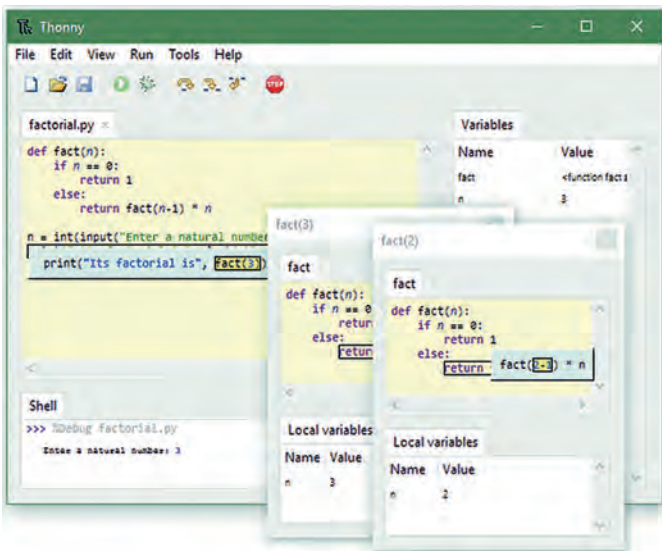 Thonny
File Edit View Run Tools Help
factorial.py
def fact(n):
if n == 0:
return 1
else:
return fact(n-1) * n
n = int(input("Enter a natural number
print("Its factorial is", fact(3))
Shell
>>> %Debug factorial.py
Enter a natural number: 3
Variables
Name Value
fact <function fact a
n 3
fact(3)
fact
def fact(n):
if n == 0
retur
else:
retur
Local variables
Name Value
n 3
fact(2)
fact
def fact(n):
if n == 0:
return 1
else:
return fact(2-1) * n
Local variables
Name Value
n 2